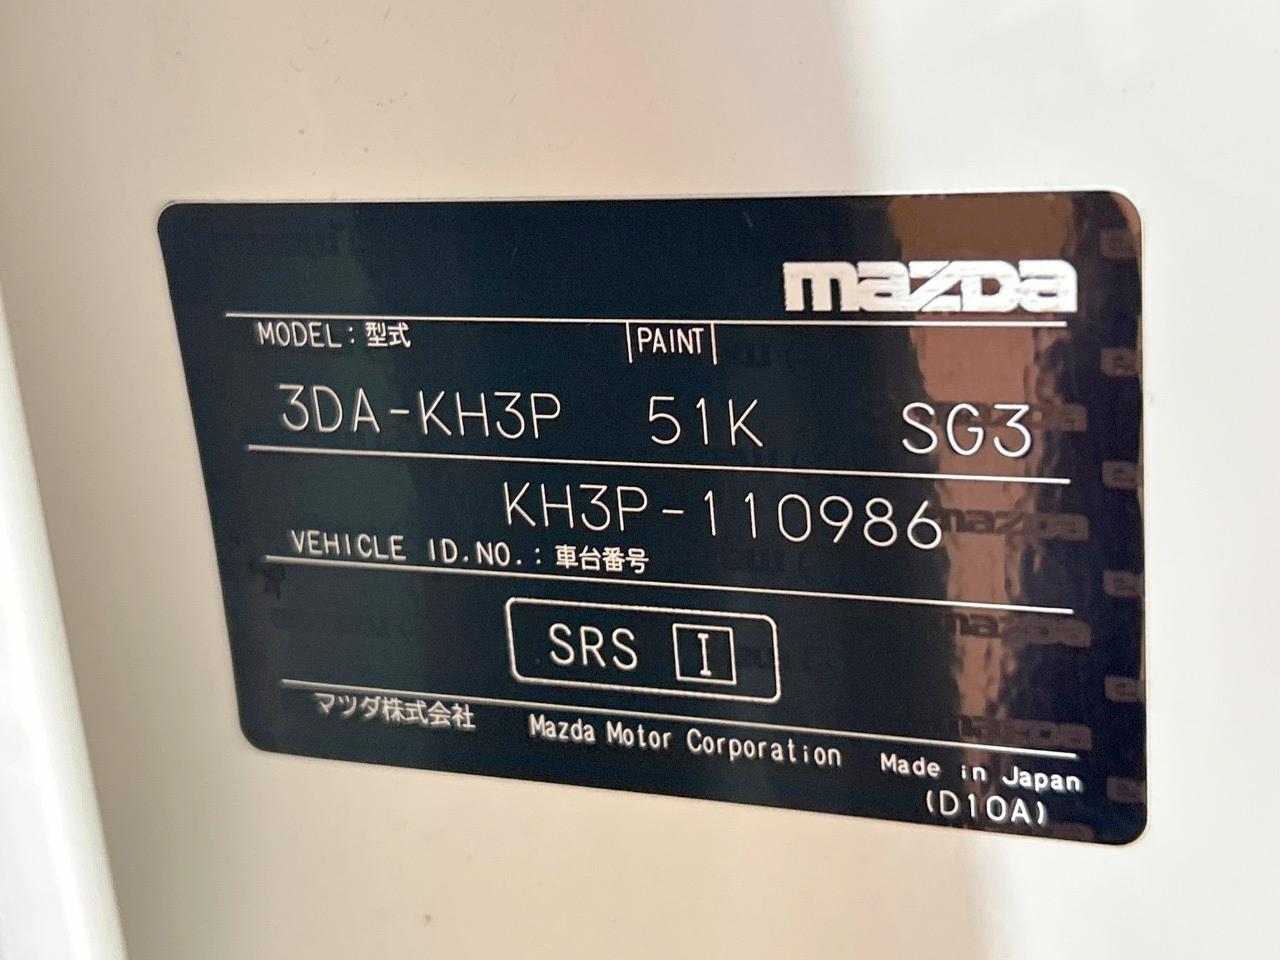 mazda
MODEL: 型式 PAINT
3DA-KH3P 51K SG3
KH3P-110986
VEHICLE ID.NO.: 車台番号
SRS I
マツダ株式会社 Mazda Motor Corporation Made in Japan
(D10A)